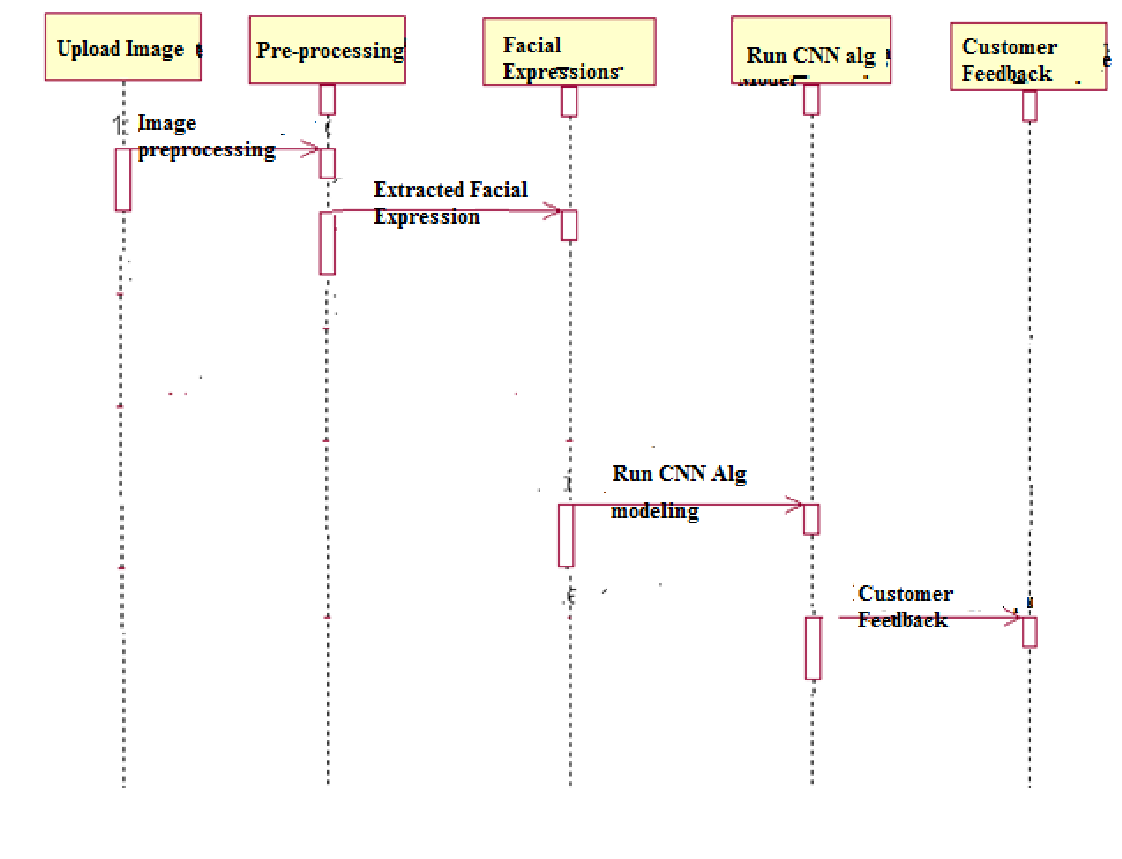 Upload Image
Pre-processing
Facial
Expressions
Run CNN alg
Customer
Feedback
Image
preprocessing
Extracted Facial
Expression
Run CNN Alg
modeling
Customer
Feedback